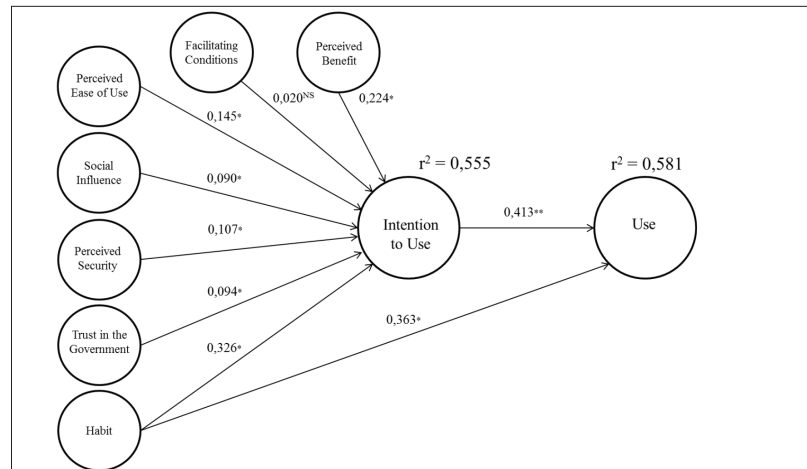 Facilitating
Conditions
Perceived
Benefit
Perceived
Ease of Use
0,020ᴺˢ
0,224*
0,145*
Social
Influence
r² = 0,555
r² = 0,581
0,090*
Intention
to Use
0,413**
Use
0,107*
Perceived
Security
0,094*
Trust in the
Government
0,363*
0,326*
Habit